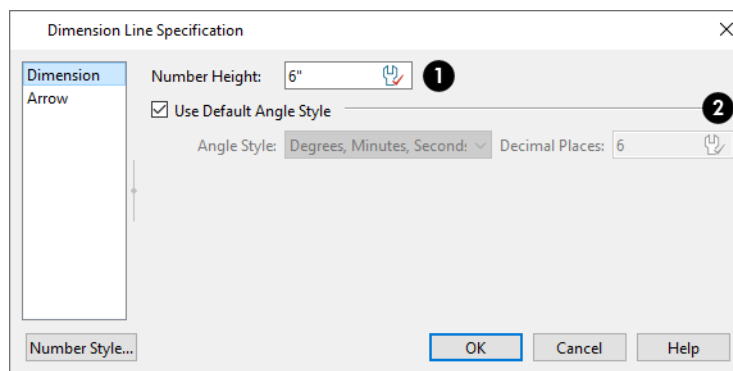 Dimension Line Specification
Dimension
Arrow
Number Height: 6" 1
Use Default Angle Style 2
Angle Style: Degrees, Minutes, Second: Decimal Places: 6
Number Style... OK Cancel Help